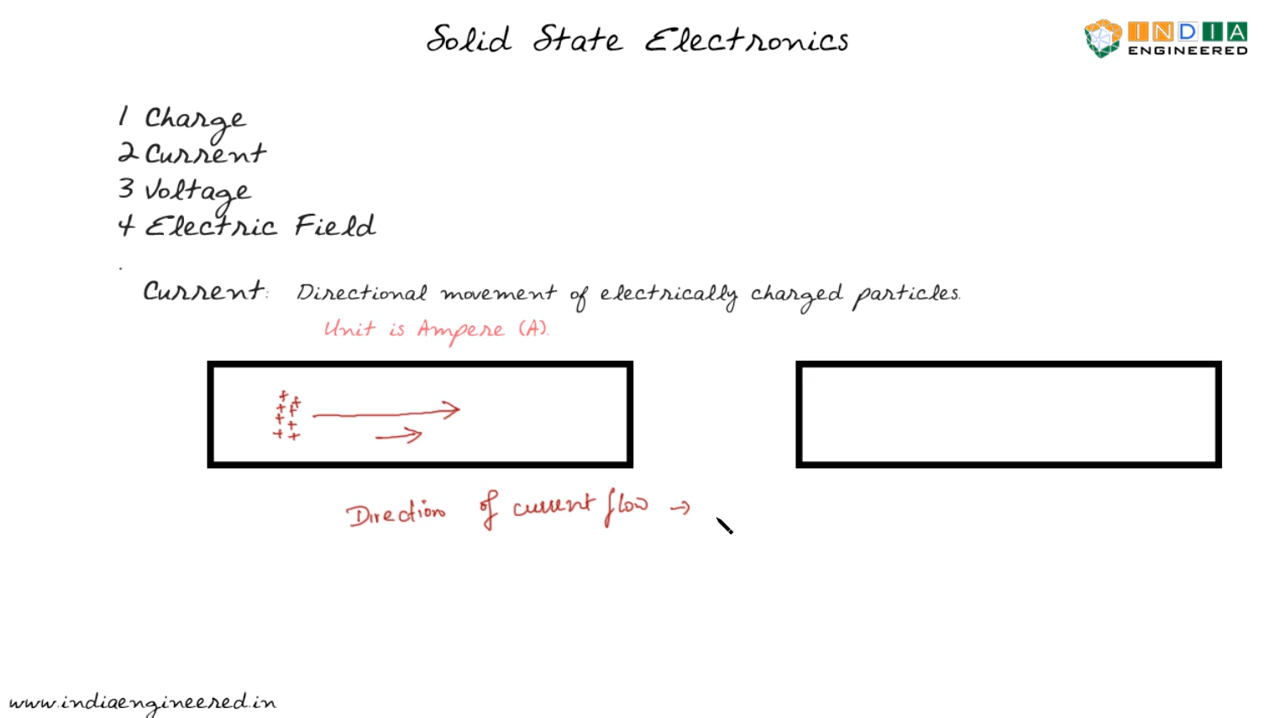 Solid State Electronics
INDIA
ENGINEERED
1 Charge
2 Current
3 Voltage
4 Electric Field
Current: Directional movement of electrically charged particles.
Unit is Ampere (A).
+ +
+ +
+ +
+ +
Direction of current flow →
www.indiaengineered.in